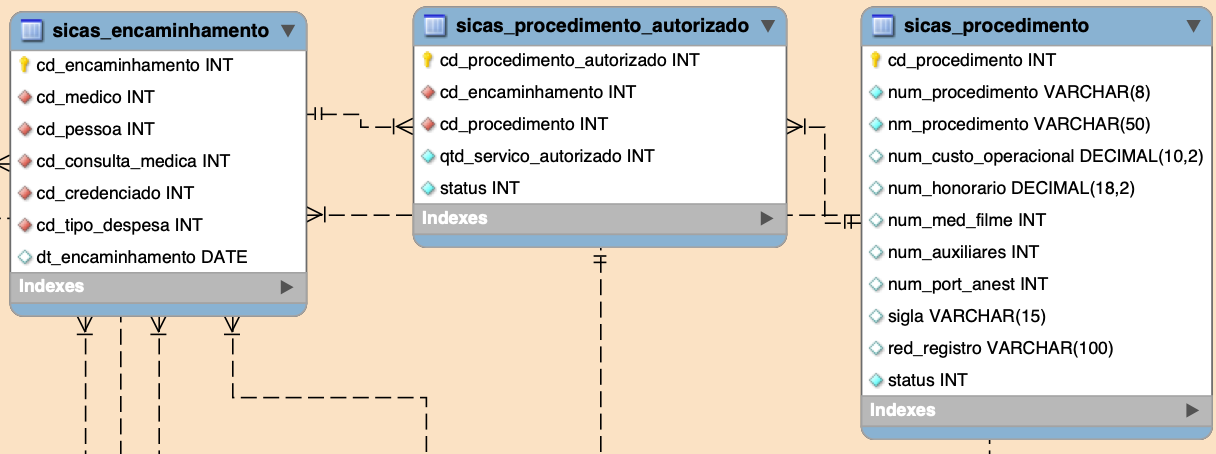 sicas_encaminhamento
cd_encaminhamento INT
cd_medico INT
cd_pessoa INT
cd_consulta_medica INT
cd_credenciado INT
cd_tipo_despesa INT
dt_encaminhamento DATE
Indexes
sicas_procedimento_autorizado
cd_procedimento_autorizado INT
cd_encaminhamento INT
cd_procedimento INT
qtd_servico_autorizado INT
status INT
Indexes
sicas_procedimento
cd_procedimento INT
num_procedimento VARCHAR(8)
nm_procedimento VARCHAR(50)
num_custo_operacional DECIMAL(10,2)
num_honorario DECIMAL(18,2)
num_med_filme INT
num_auxiliares INT
num_port_anest INT
sigla VARCHAR(15)
red_registro VARCHAR(100)
status INT
Indexes